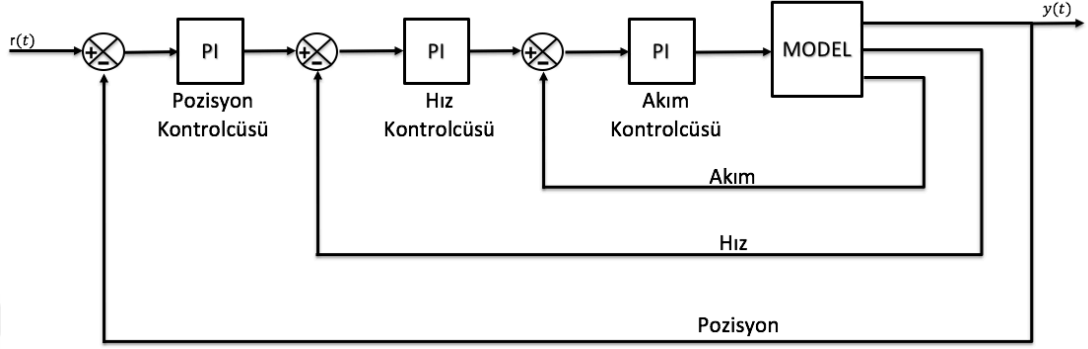 r(t)
PI
PI
PI
MODEL
y(t)
Pozisyon
Kontrolcüsü
Hız
Kontrolcüsü
Akım
Kontrolcüsü
Akım
Hız
Pozisyon